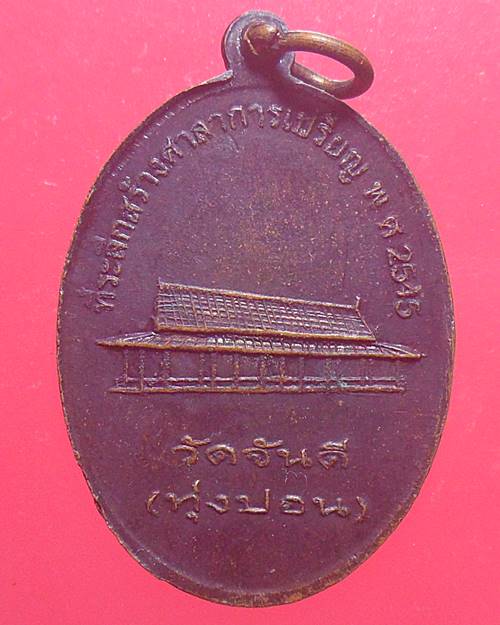 ที่ระลึกสร้างศาลาการเปรียญ พ ศ 2545
วัดจันดี
(ทุ่งปอน)